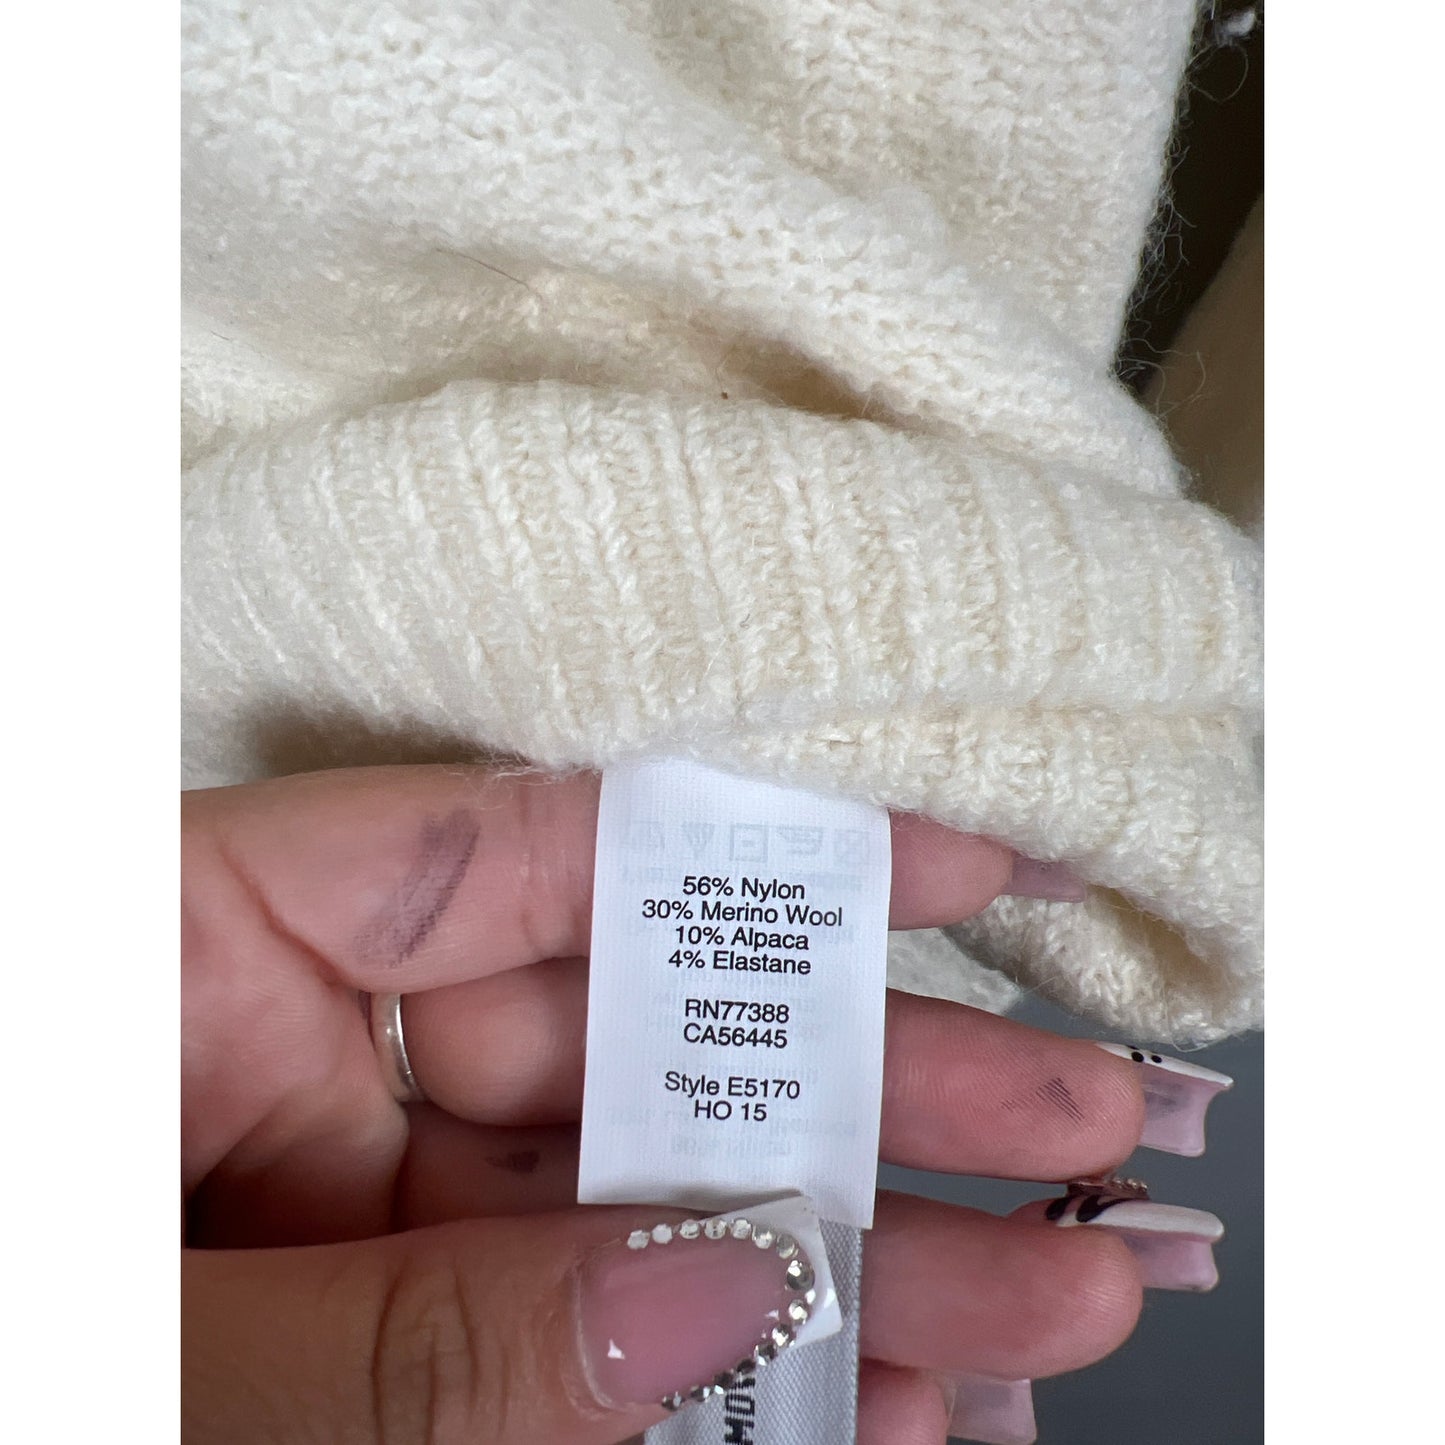 56% Nylon
30% Merino Wool
10% Alpaca
4% Elastane
RN77388
CA56445
Style E5170
HO 15